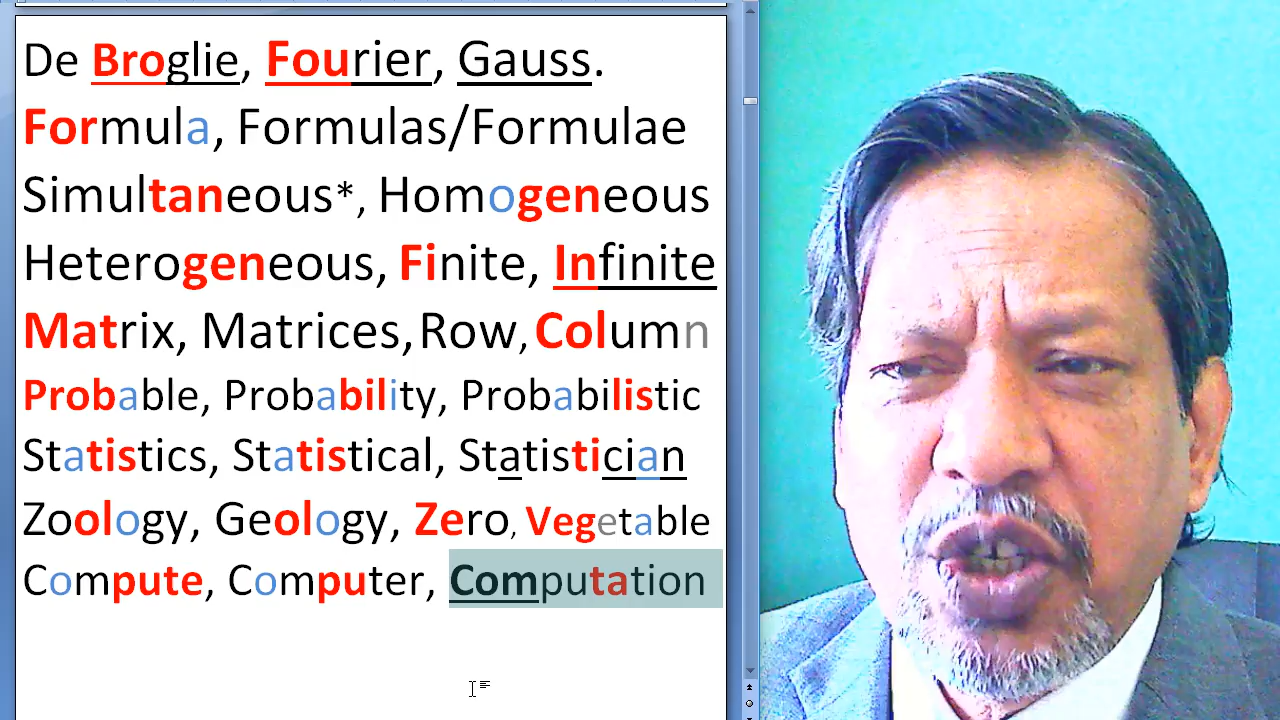 De Broglie, Fourier, Gauss.
Formula, Formulas/Formulae
Simultaneous*, Homogeneous
Heterogeneous, Finite, Infinite
Matrix, Matrices, Row, Column
Probable, Probability, Probabilistic
Statistics, Statistical, Statistician
Zoology, Geology, Zero, Vegetable
Compute, Computer, Computation